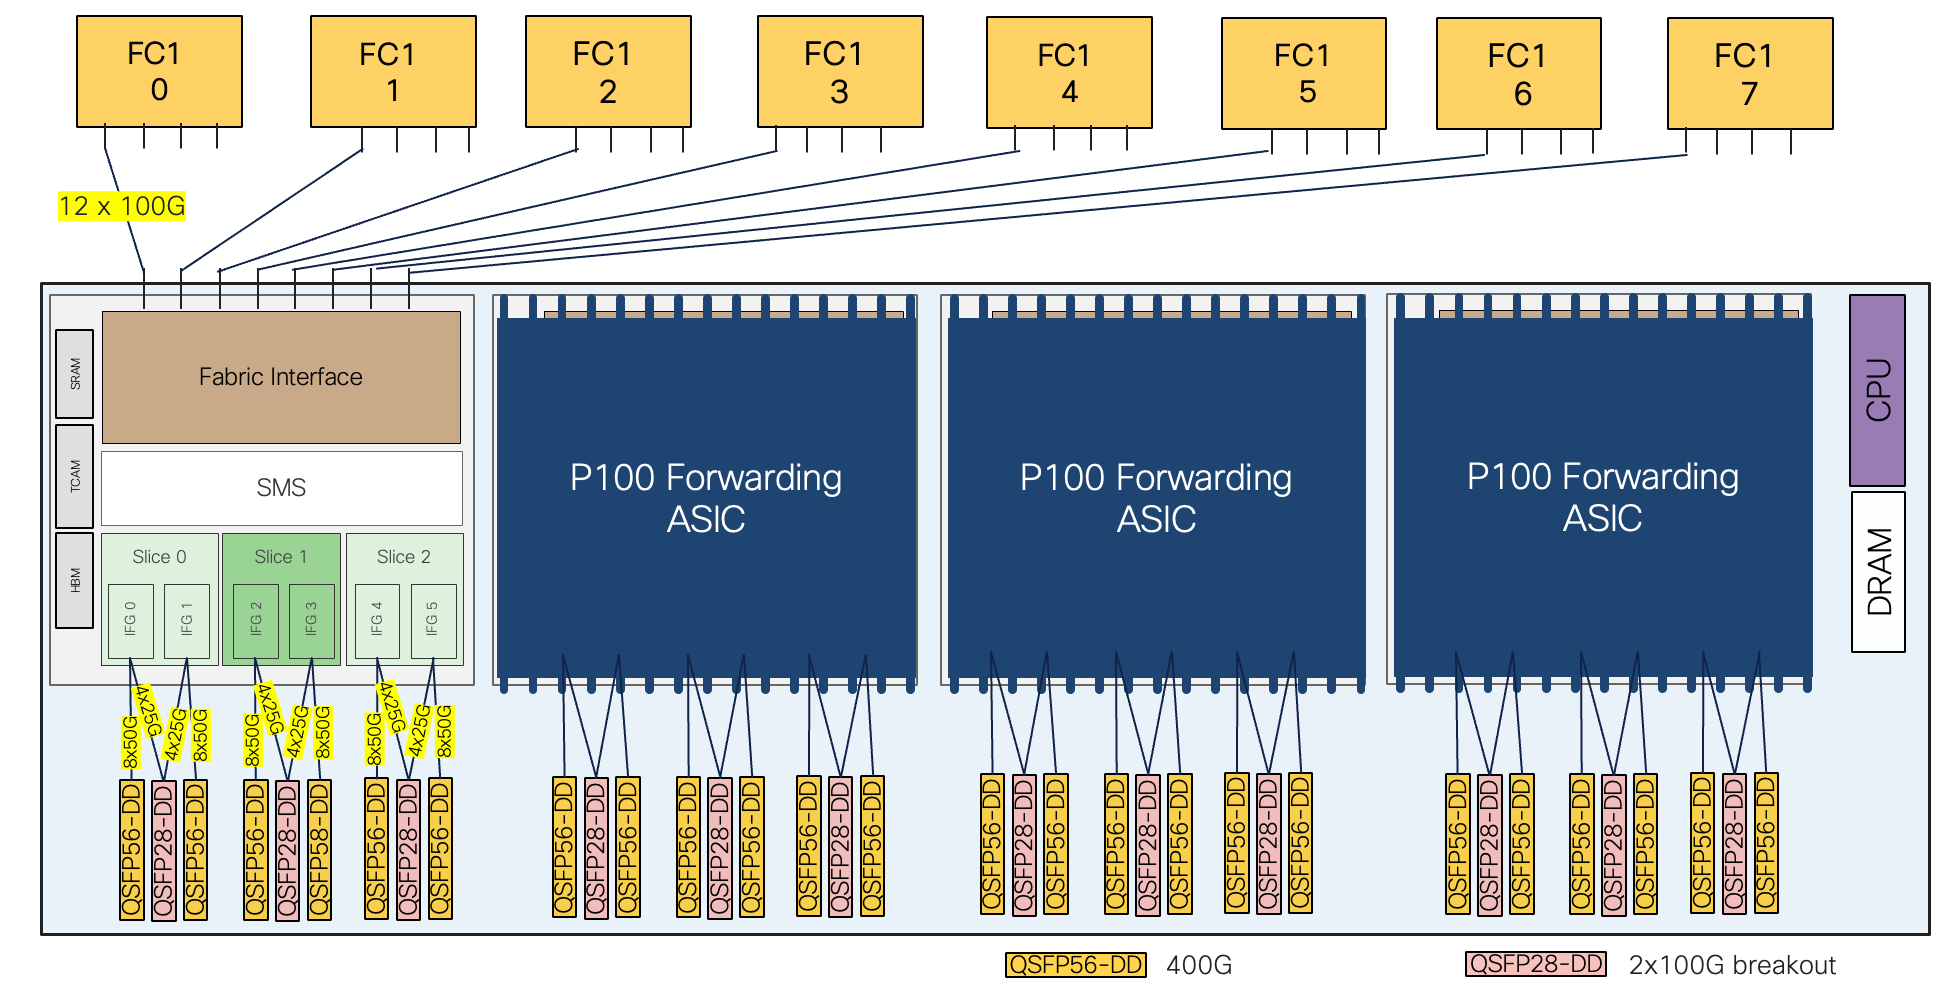 FC1
0
FC1
1
FC1
2
FC1
3
FC1
4
FC1
5
FC1
6
FC1
7
12 x 100G
SRAM
TCAM
HBM
Fabric Interface
SMS
Slice 0
Slice 1
Slice 2
IFG 0
IFG 1
IFG 2
IFG 3
IFG 4
IFG 5
P100 Forwarding
ASIC
P100 Forwarding
ASIC
P100 Forwarding
ASIC
CPU
DRAM
8x50G
4x25G
4x25G
8x50G
8x50G
4x25G
4x25G
8x50G
8x50G
4x25G
4x25G
8x50G
QSFP56-DD
QSFP28-DD
QSFP56-DD
QSFP56-DD
QSFP28-DD
QSFP58-DD
QSFP56-DD
QSFP28-DD
QSFP56-DD
QSFP56-DD
QSFP28-DD
QSFP56-DD
QSFP56-DD
QSFP28-DD
QSFP56-DD
QSFP56-DD
QSFP28-DD
QSFP56-DD
QSFP56-DD
QSFP28-DD
QSFP56-DD
QSFP56-DD
QSFP28-DD
QSFP56-DD
QSFP56-DD
QSFP28-DD
QSFP56-DD
QSFP56-DD
QSFP28-DD
QSFP56-DD
QSFP56-DD
QSFP28-DD
QSFP56-DD
QSFP56-DD
QSFP28-DD
QSFP56-DD
QSFP56-DD 400G
QSFP28-DD 2x100G breakout